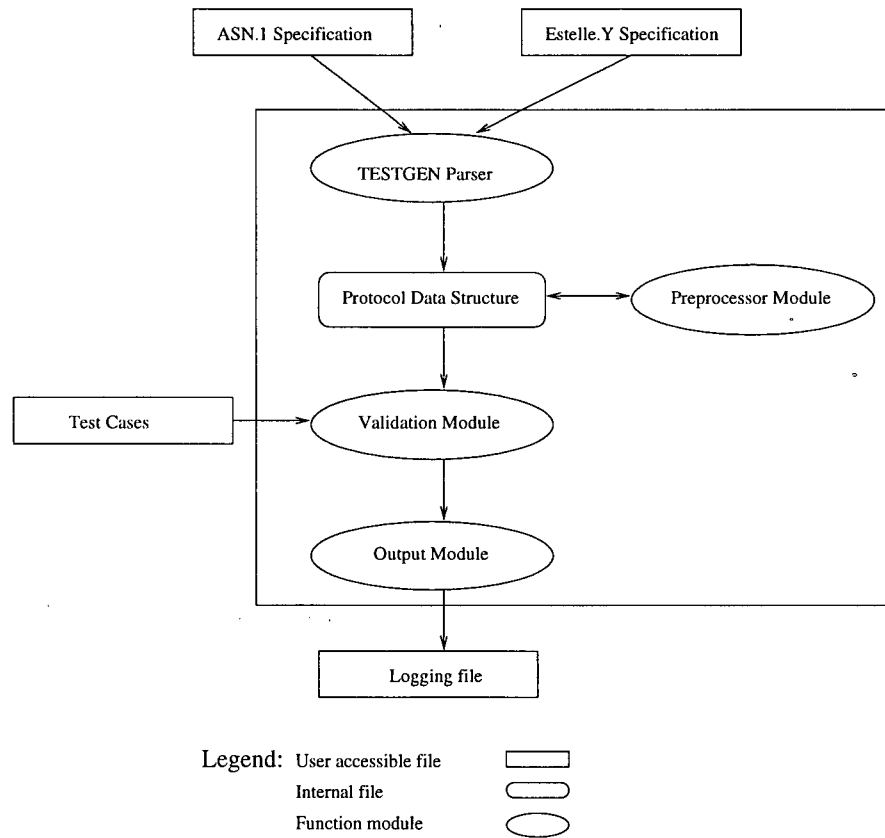 ASN.1 Specification
Estelle.Y Specification
TESTGEN Parser
Protocol Data Structure
Preprocessor Module
Test Cases
Validation Module
Output Module
Logging file
Legend:
User accessible file
Internal file
Function module